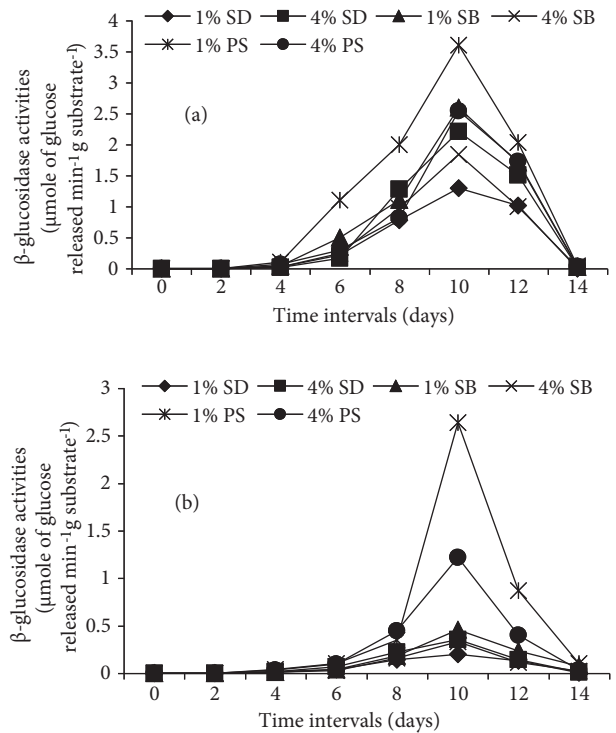 1% SD 4% SD 1% SB 4% SB
1% PS 4% PS
(a)
β-glucosidase activities
(µmole of glucose
released min⁻¹g substrate⁻¹)
4
3.5
3
2.5
2
1.5
1
0.5
0
0 2 4 6 8 10 12 14
Time intervals (days)
1% SD 4% SD 1% SB 4% SB
1% PS 4% PS
(b)
β-glucosidase activities
(µmole of glucose
released min⁻¹g substrate⁻¹)
3
2.5
2
1.5
1
0.5
0
0 2 4 6 8 10 12 14
Time intervals (days)